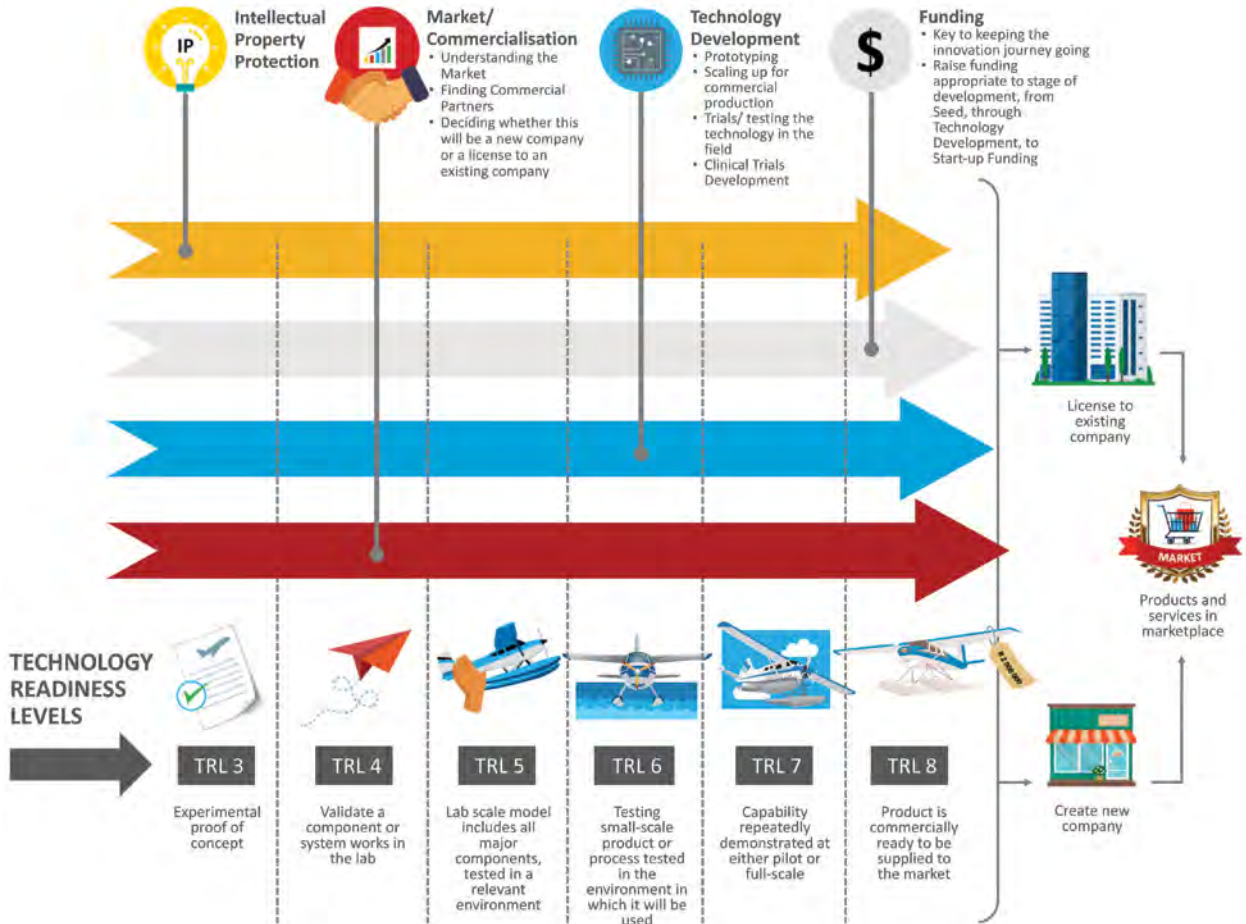 IP
Intellectual
Property
Protection
Market/
Commercialisation
• Understanding the
Market
• Finding Commercial
Partners
• Deciding whether this
will be a new company
or a license to an
existing company
Technology
Development
• Prototyping
• Scaling up for
commercial
production
• Trials/ testing the
technology in the
field
• Clinical Trials
Development
$
Funding
• Key to keeping the
innovation journey
going
• Raise funding
appropriate to stage of
development, from
Seed, through
Technology
Development, to
Start-up Funding
License to
existing
company
MARKET
Products and
services in
marketplace
Create new
company
TECHNOLOGY
READINESS
LEVELS
R 2 900 000
TRL 3
Experimental
proof of
concept
TRL 4
Validate a
component or
system works in
the lab
TRL 5
Lab scale model
includes all
major
components,
tested in a
relevant
environment
TRL 6
Testing
small-scale
product or
process tested
in the
environment in
which it will be
used
TRL 7
Capability
repeatedly
demonstrated at
either pilot or
full-scale
TRL 8
Product is
commercially
ready to be
supplied to
the market